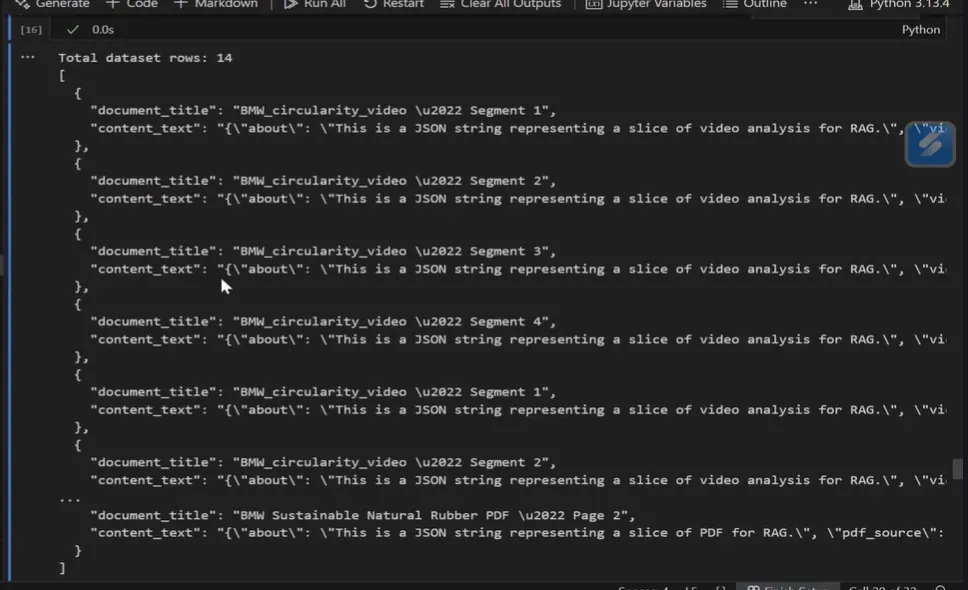 Generate + Code + Markdown | Run All Restart Clear All Outputs | Jupyter Variables Outline ... Python 3.13.4
[16] ✓ 0.0s Python
... Total dataset rows: 14
[
{
"document_title": "BMW_circularity_video \u2022 Segment 1",
"content_text": "{\"about\": \"This is a JSON string representing a slice of video analysis for RAG.\", \"vi
},
{
"document_title": "BMW_circularity_video \u2022 Segment 2",
"content_text": "{\"about\": \"This is a JSON string representing a slice of video analysis for RAG.\", \"vi
},
{
"document_title": "BMW_circularity_video \u2022 Segment 3",
"content_text": "{\"about\": \"This is a JSON string representing a slice of video analysis for RAG.\", \"vi
},
{
"document_title": "BMW_circularity_video \u2022 Segment 4",
"content_text": "{\"about\": \"This is a JSON string representing a slice of video analysis for RAG.\", \"vi
},
{
"document_title": "BMW_circularity_video \u2022 Segment 1",
"content_text": "{\"about\": \"This is a JSON string representing a slice of video analysis for RAG.\", \"vi
},
{
"document_title": "BMW_circularity_video \u2022 Segment 2",
"content_text": "{\"about\": \"This is a JSON string representing a slice of video analysis for RAG.\", \"vi
...
"document_title": "BMW Sustainable Natural Rubber PDF \u2022 Page 2",
"content_text": "{\"about\": \"This is a JSON string representing a slice of PDF for RAG.\", \"pdf_source\":
}
]